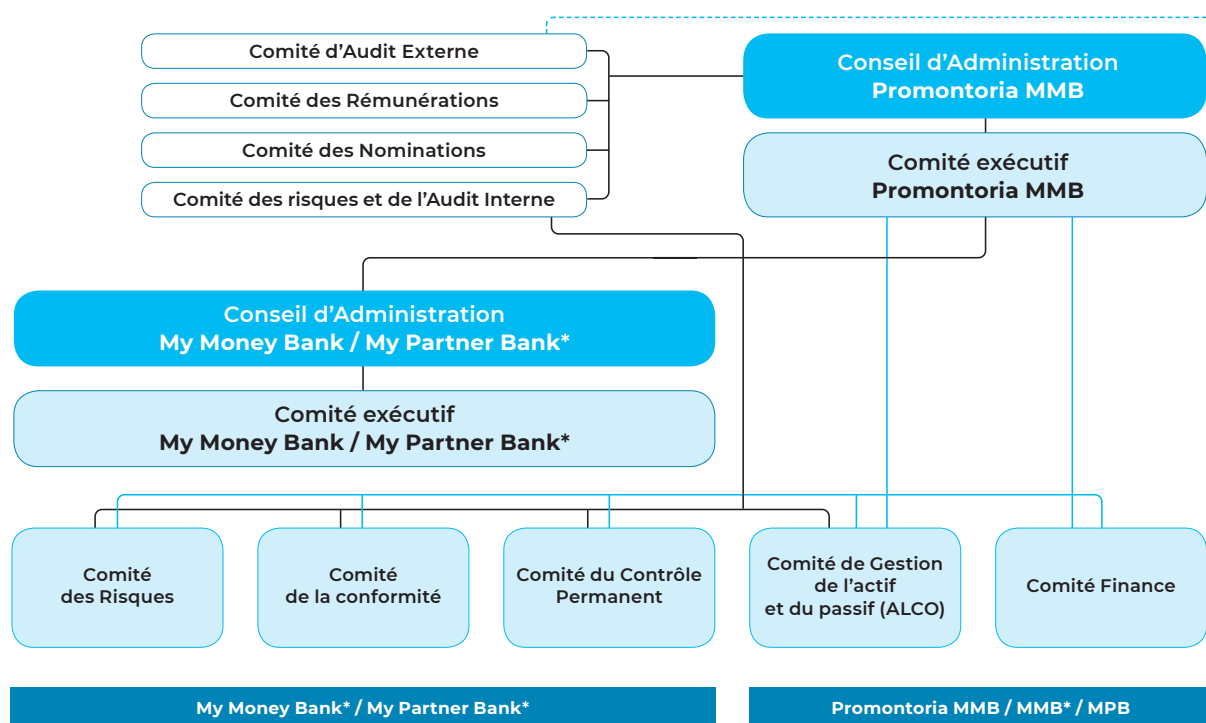 Comité d'Audit Externe
Comité des Rémunérations
Comité des Nominations
Comité des risques et de l'Audit Interne
Conseil d'Administration
Promontoria MMB
Comité exécutif
Promontoria MMB
Conseil d'Administration
My Money Bank / My Partner Bank*
Comité exécutif
My Money Bank / My Partner Bank*
Comité
des Risques
Comité
de la conformité
Comité du Contrôle
Permanent
Comité de Gestion
de l'actif
et du passif (ALCO)
Comité Finance
My Money Bank* / My Partner Bank*
Promontoria MMB / MMB* / MPB